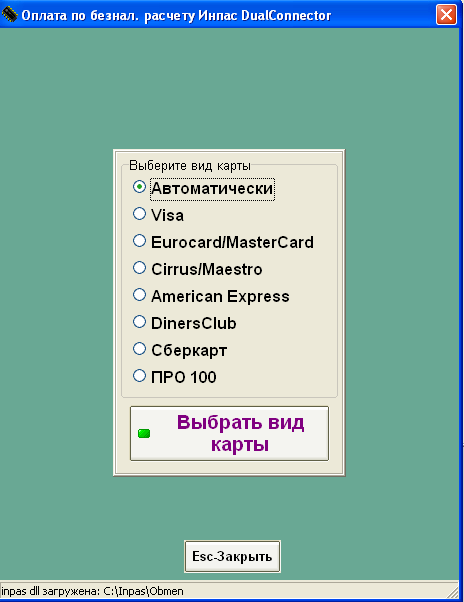 Оплата по безнал. расчету Инпас DualConnector
Выберите вид карты
Автоматически
Visa
Eurocard/MasterCard
Cirrus/Maestro
American Express
DinersClub
Сберкарт
ПРО 100
Выбрать вид
карты
Esc-Закрыть
inpas dll загружена: C:\Inpas\Obmen